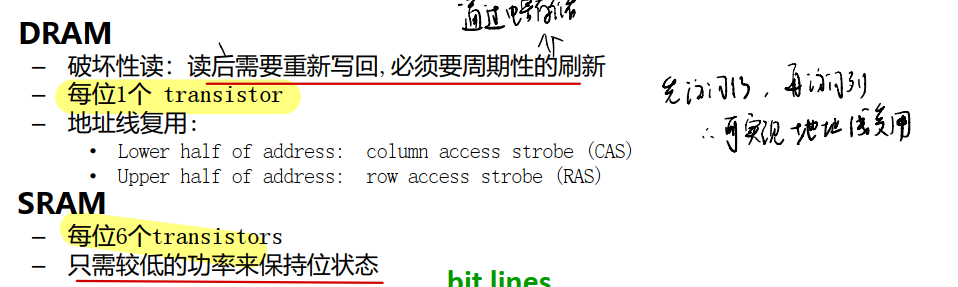 通过电容存储
DRAM
– 破坏性读：读后需要重新写回, 必须要周期性的刷新
– 每位1个 transistor
先访问行，再访问列
– 地址线复用：
∴可实现地址线复用
• Lower half of address: column access strobe (CAS)
• Upper half of address: row access strobe (RAS)
SRAM
– 每位6个transistors
– 只需较低的功率来保持位状态
bit lines